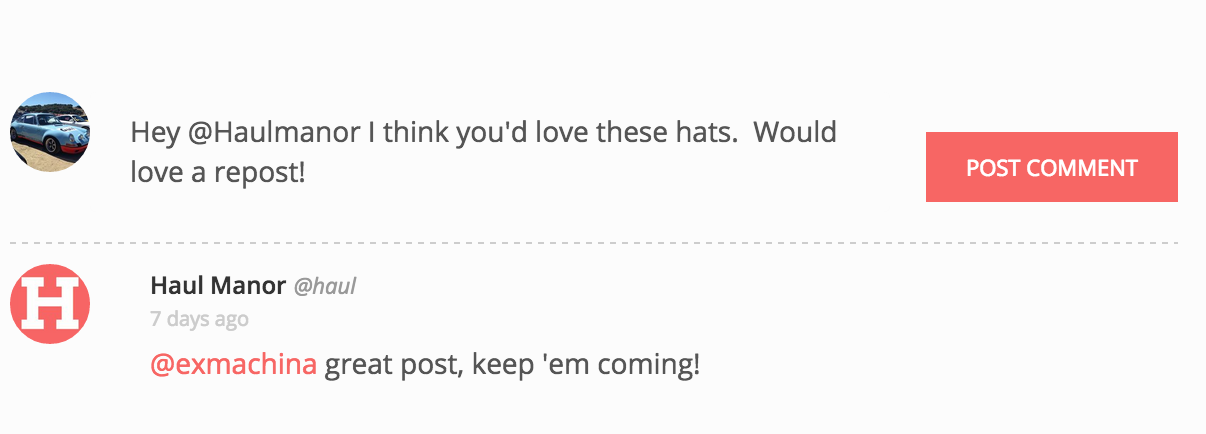 Hey @Haulmanor I think you'd love these hats.  Would
love a repost!
POST COMMENT
H
Haul Manor @haul
7 days ago
@exmachina great post, keep 'em coming!